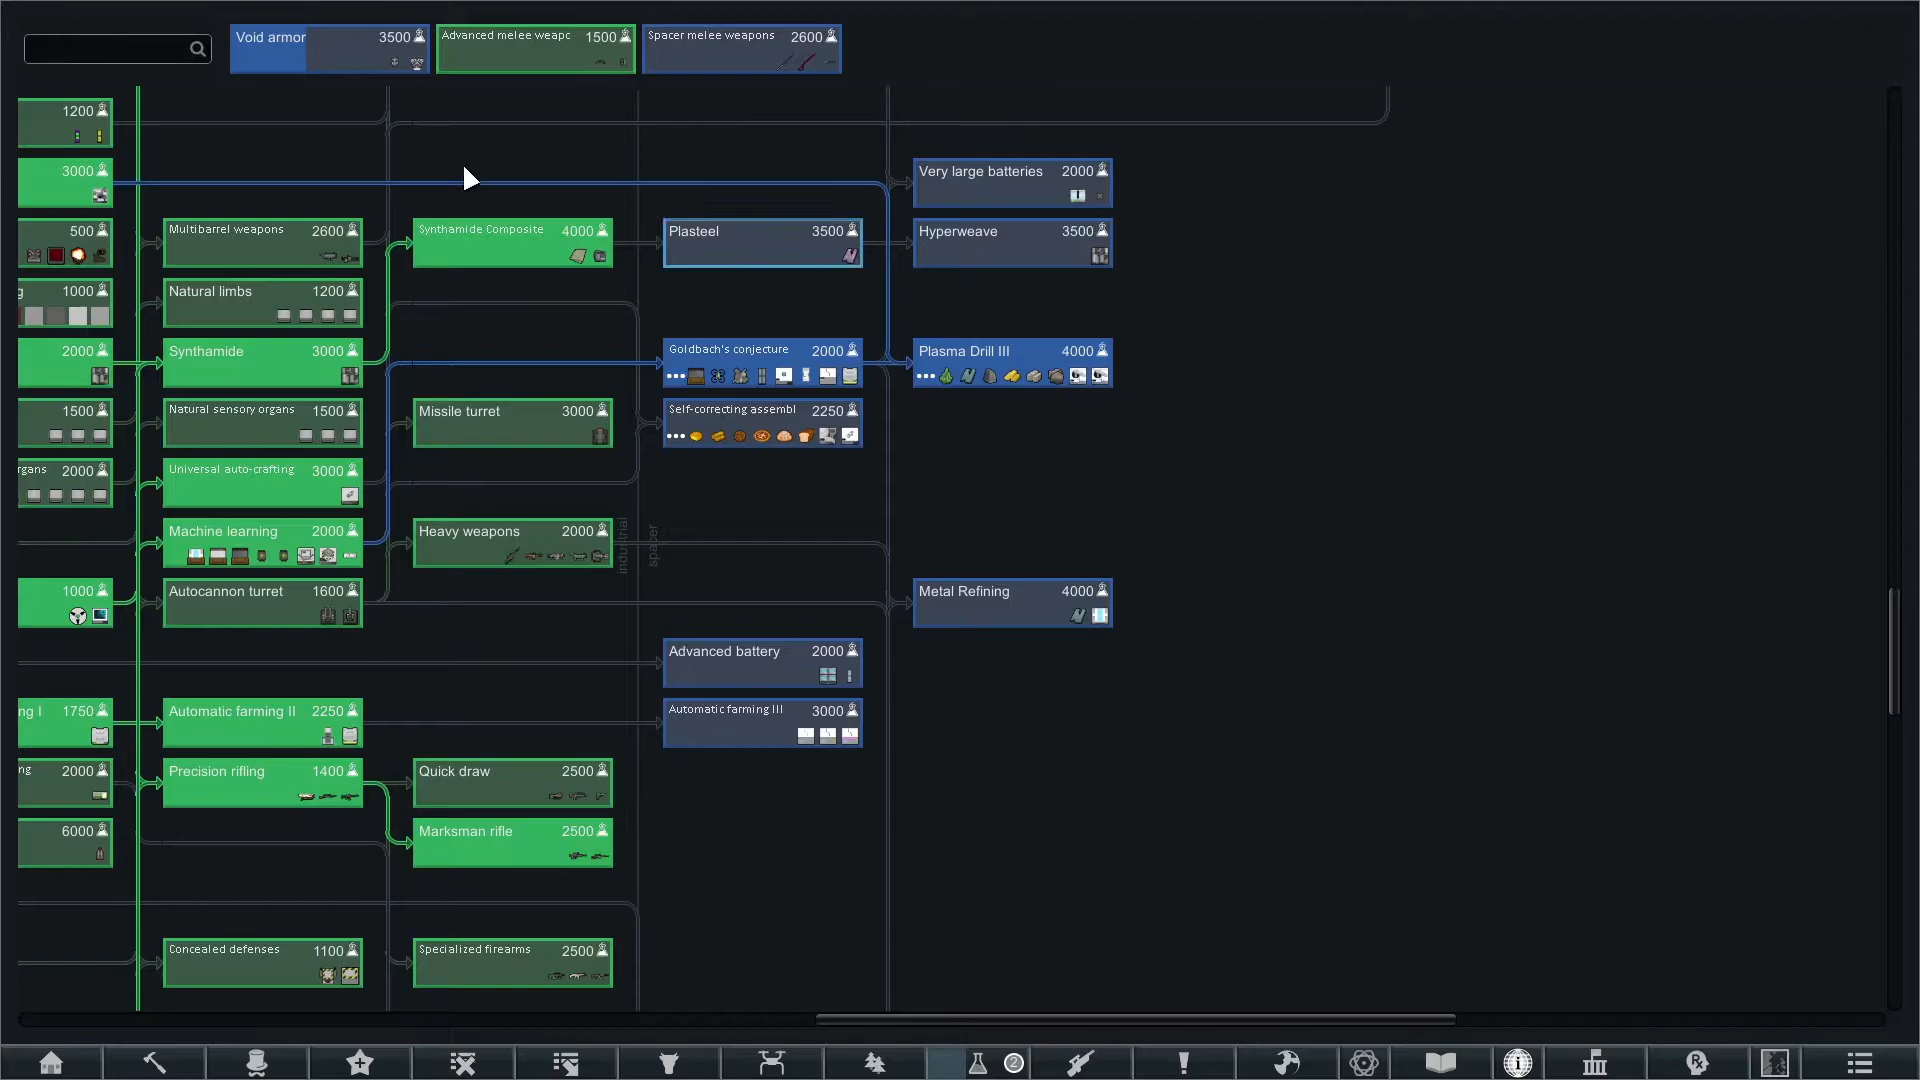 Void armor 3500
Advanced melee weapc 1500
Spacer melee weapons 2600
1200
3000
Very large batteries 2000
500
Multibarrel weapons 2600
Synthamide Composite 4000
Plasteel 3500
Hyperweave 3500
g 1000
Natural limbs 1200
2000
Synthamide 3000
Goldbach's conjecture 2000
Plasma Drill III 4000
1500
Natural sensory organs 1500
Missile turret 3000
Self-correcting assembl 2250
rgans 2000
Universal auto-crafting 3000
Machine learning 2000
Heavy weapons 2000
industrial
spacer
1000
Autocannon turret 1600
Metal Refining 4000
Advanced battery 2000
ng I 1750
Automatic farming II 2250
Automatic farming III 3000
ng 2000
Precision rifling 1400
Quick draw 2500
6000
Marksman rifle 2500
Concealed defenses 1100
Specialized firearms 2500
2